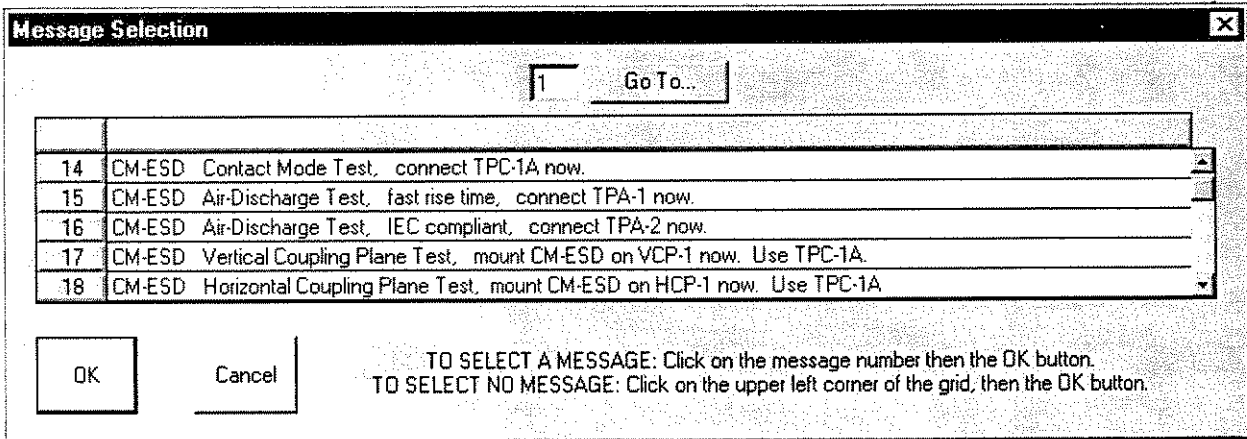 Message Selection
1 Go To...
14 CM-ESD Contact Mode Test, connect TPC-1A now.
15 CM-ESD Air-Discharge Test, fast rise time, connect TPA-1 now.
16 CM-ESD Air-Discharge Test, IEC compliant, connect TPA-2 now.
17 CM-ESD Vertical Coupling Plane Test, mount CM-ESD on VCP-1 now. Use TPC-1A.
18 CM-ESD Horizontal Coupling Plane Test, mount CM-ESD on HCP-1 now. Use TPC-1A
OK Cancel
TO SELECT A MESSAGE: Click on the message number then the OK button.
TO SELECT NO MESSAGE: Click on the upper left corner of the grid, then the OK button.